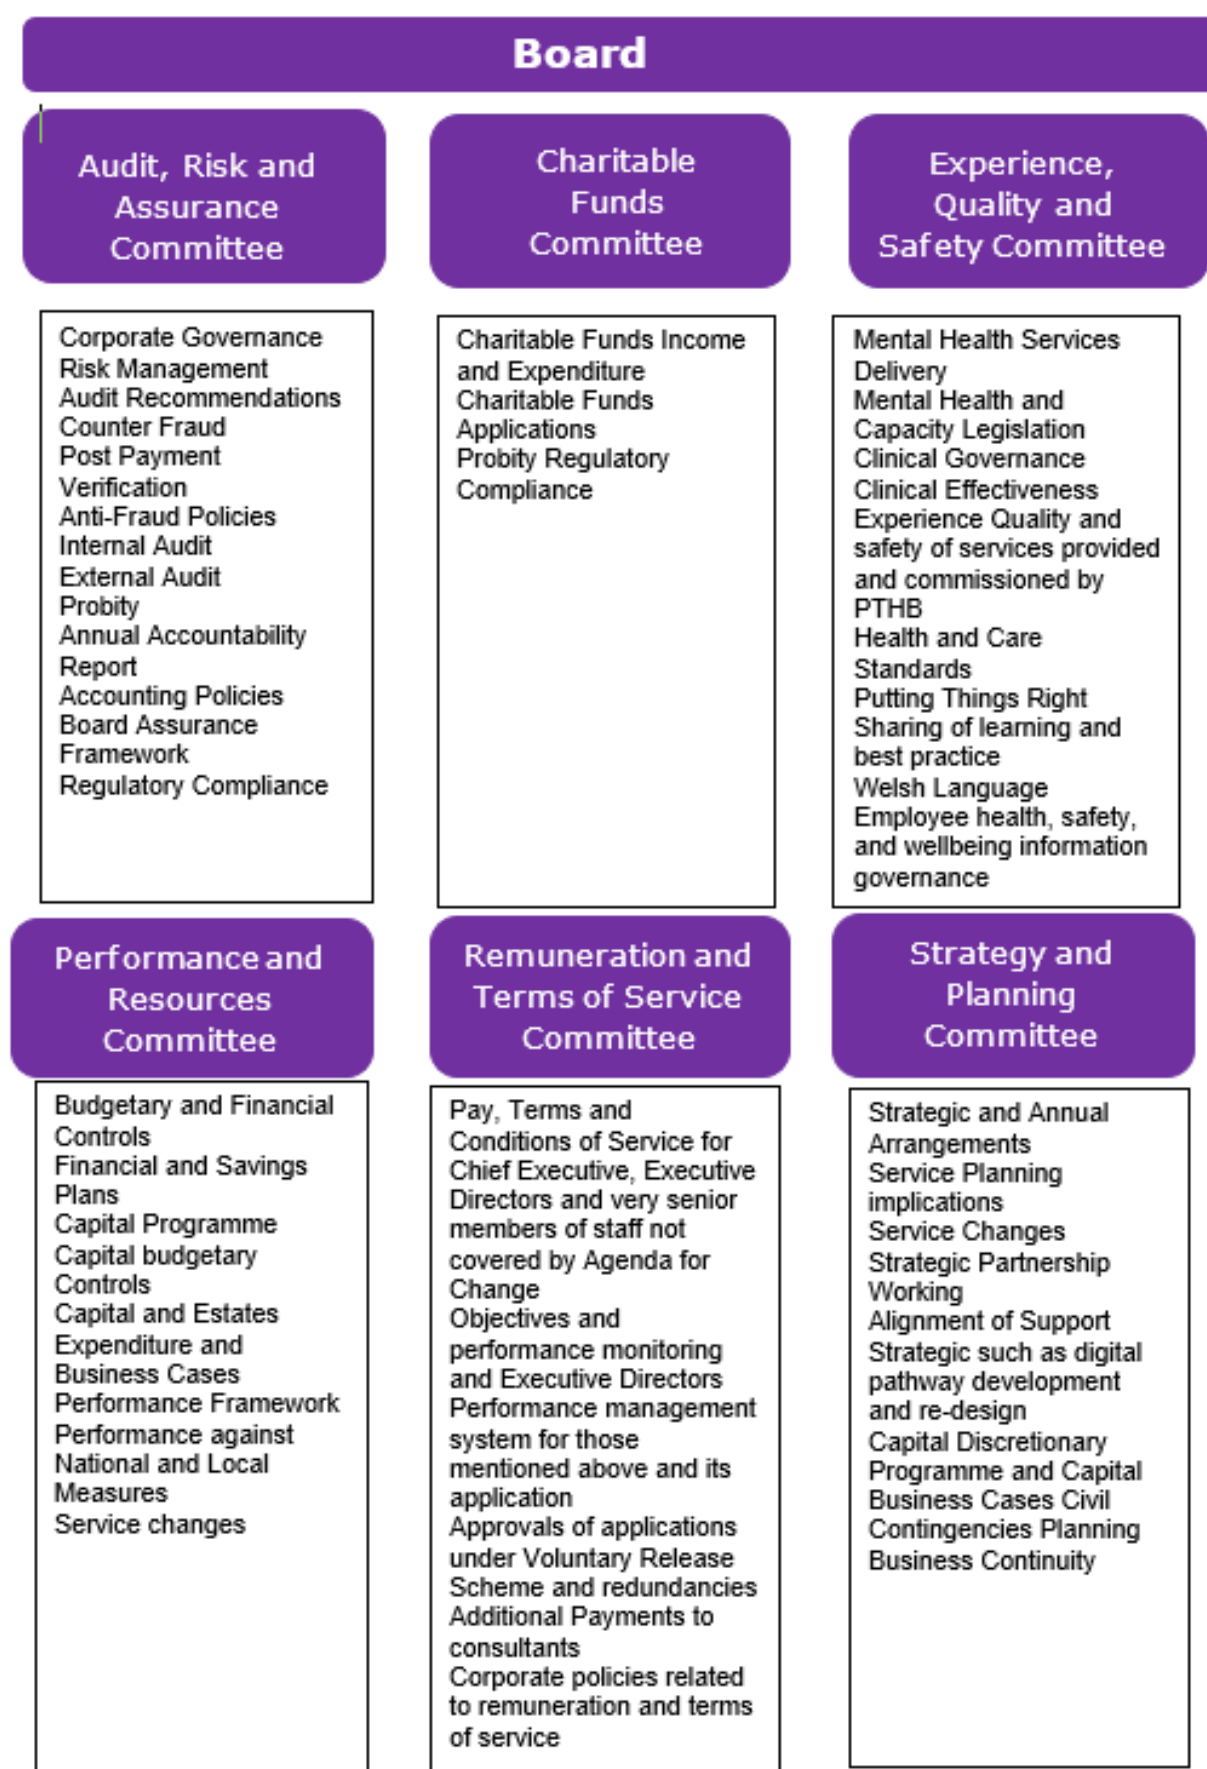 Board
Audit, Risk and
Assurance
Committee
Corporate Governance
Risk Management
Audit Recommendations
Counter Fraud
Post Payment
Verification
Anti-Fraud Policies
Internal Audit
External Audit
Probity
Annual Accountability
Report
Accounting Policies
Board Assurance
Framework
Regulatory Compliance
Charitable
Funds
Committee
Charitable Funds Income
and Expenditure
Charitable Funds
Applications
Probity Regulatory
Compliance
Experience,
Quality and
Safety Committee
Mental Health Services
Delivery
Mental Health and
Capacity Legislation
Clinical Governance
Clinical Effectiveness
Experience Quality and
safety of services provided
and commissioned by
PTHB
Health and Care
Standards
Putting Things Right
Sharing of learning and
best practice
Welsh Language
Employee health, safety,
and wellbeing information
governance
Performance and
Resources
Committee
Budgetary and Financial
Controls
Financial and Savings
Plans
Capital Programme
Capital budgetary
Controls
Capital and Estates
Expenditure and
Business Cases
Performance Framework
Performance against
National and Local
Measures
Service changes
Remuneration and
Terms of Service
Committee
Pay, Terms and
Conditions of Service for
Chief Executive, Executive
Directors and very senior
members of staff not
covered by Agenda for
Change
Objectives and
performance monitoring
and Executive Directors
Performance management
system for those
mentioned above and its
application
Approvals of applications
under Voluntary Release
Scheme and redundancies
Additional Payments to
consultants
Corporate policies related
to remuneration and terms
of service
Strategy and
Planning
Committee
Strategic and Annual
Arrangements
Service Planning
implications
Service Changes
Strategic Partnership
Working
Alignment of Support
Strategic such as digital
pathway development
and re-design
Capital Discretionary
Programme and Capital
Business Cases Civil
Contingencies Planning
Business Continuity